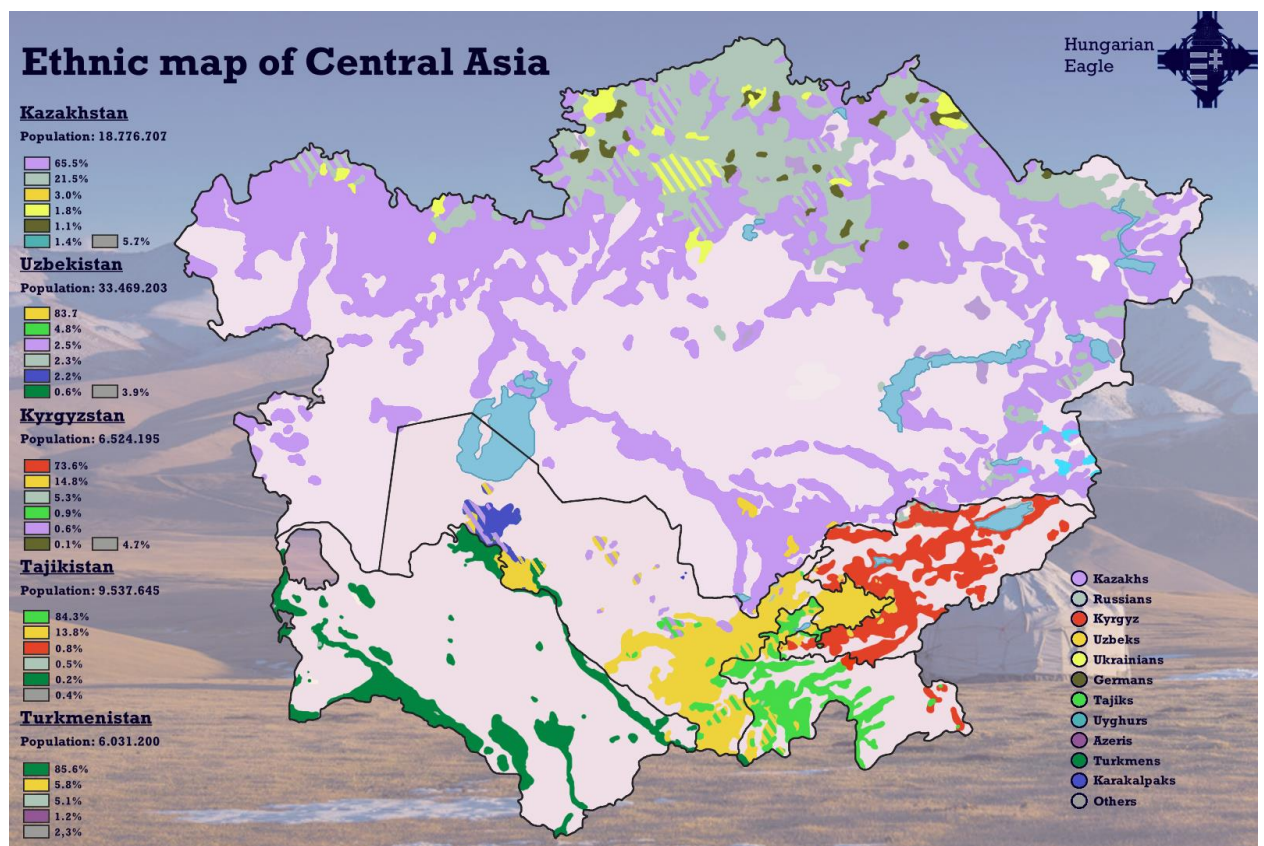 Ethnic map of Central Asia
Hungarian
Eagle
Kazakhstan
Population: 18.776.707
65.5%
21.5%
3.0%
1.8%
1.1%
1.4% 5.7%
Uzbekistan
Population: 33.469.203
83.7
4.8%
2.5%
2.3%
2.2%
0.6% 3.9%
Kyrgyzstan
Population: 6.524.195
73.6%
14.8%
5.3%
0.9%
0.6%
0.1% 4.7%
Tajikistan
Population: 9.537.645
84.3%
13.8%
0.8%
0.5%
0.2%
0.4%
Turkmenistan
Population: 6.031.200
85.6%
5.8%
5.1%
1.2%
2,3%
Kazakhs
Russians
Kyrgyz
Uzbeks
Ukrainians
Germans
Tajiks
Uyghurs
Azeris
Turkmens
Karakalpaks
Others